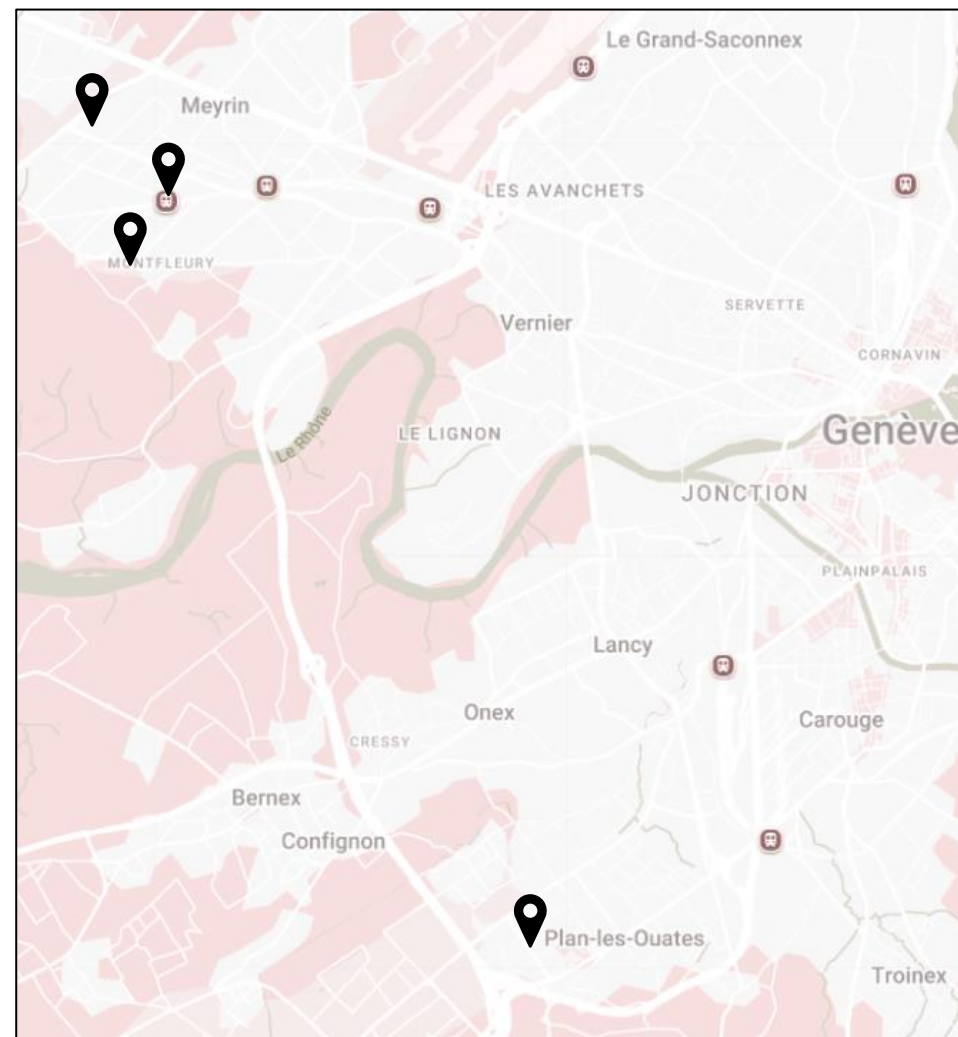 Le Grand-Saconnex
Meyrin
LES AVANCHETS
MONTFLEURY
SERVETTE
Vernier
CORNAVIN
Le Rhône
LE LIGNON
Genève
JONCTION
PLAINPALAIS
Lancy
Onex
Carouge
CRESSY
Bernex
Confignon
Plan-les-Ouates
Troinex